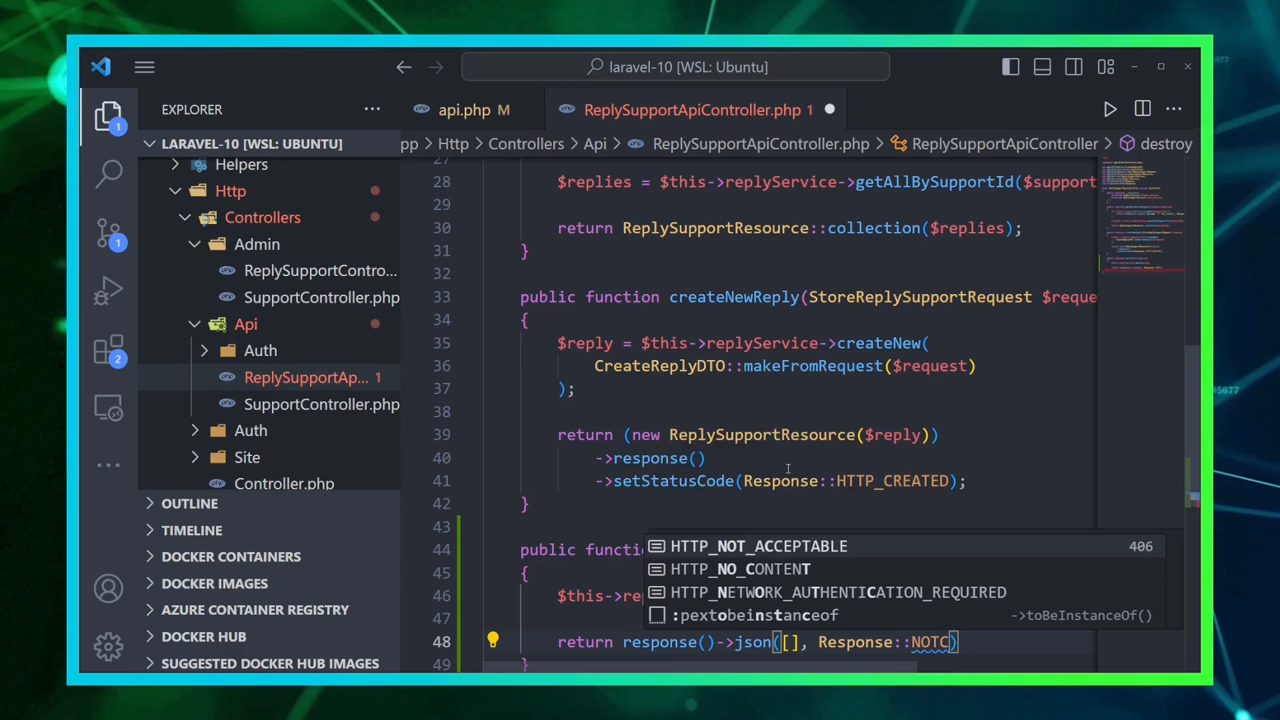 laravel-10 [WSL: Ubuntu]
EXPLORER
api.php M
ReplySupportApiController.php 1
LARAVEL-10 [WSL: UBUNTU]
pp > Http > Controllers > Api > ReplySupportApiController.php > ReplySupportApiController > destroy
Helpers
Http
Controllers
Admin
ReplySupportContro...
SupportController.php
Api
Auth
ReplySupportAp... 1
SupportController.php
Auth
Site
Controller.php
OUTLINE
TIMELINE
DOCKER CONTAINERS
DOCKER IMAGES
AZURE CONTAINER REGISTRY
DOCKER HUB
SUGGESTED DOCKER HUB IMAGES
1
1
2
27
28 $replies = $this->replyService->getAllBySupportId($support
29
30 return ReplySupportResource::collection($replies);
31 }
32
33 public function createNewReply(StoreReplySupportRequest $reque
34 {
35 $reply = $this->replyService->createNew(
36 CreateReplyDTO::makeFromRequest($request)
37 );
38
39 return (new ReplySupportResource($reply))
40 ->response()
41 ->setStatusCode(Response::HTTP_CREATED);
42 }
43
44 public functi
45 {
46 $this->rep
47
48 return response()->json([], Response::NOTC)
49 }
HTTP_NOT_ACCEPTABLE 406
HTTP_NO_CONTENT
HTTP_NETWORK_AUTHENTICATION_REQUIRED
:pextobeinstanceof ->toBeInstanceOf()